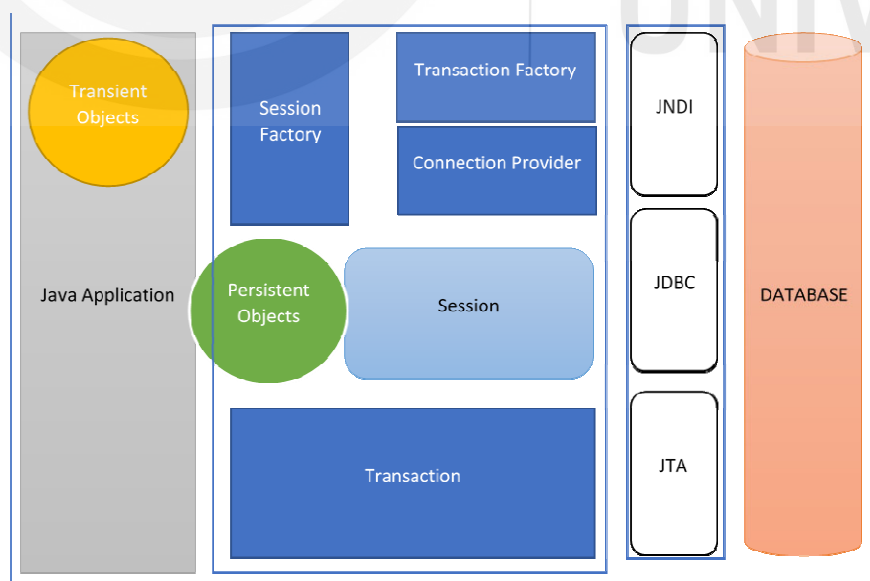 Transient
Objects
Java Application
Session
Factory
Transaction Factory
Connection Provider
Persistent
Objects
Session
Transaction
JNDI
JDBC
JTA
DATABASE